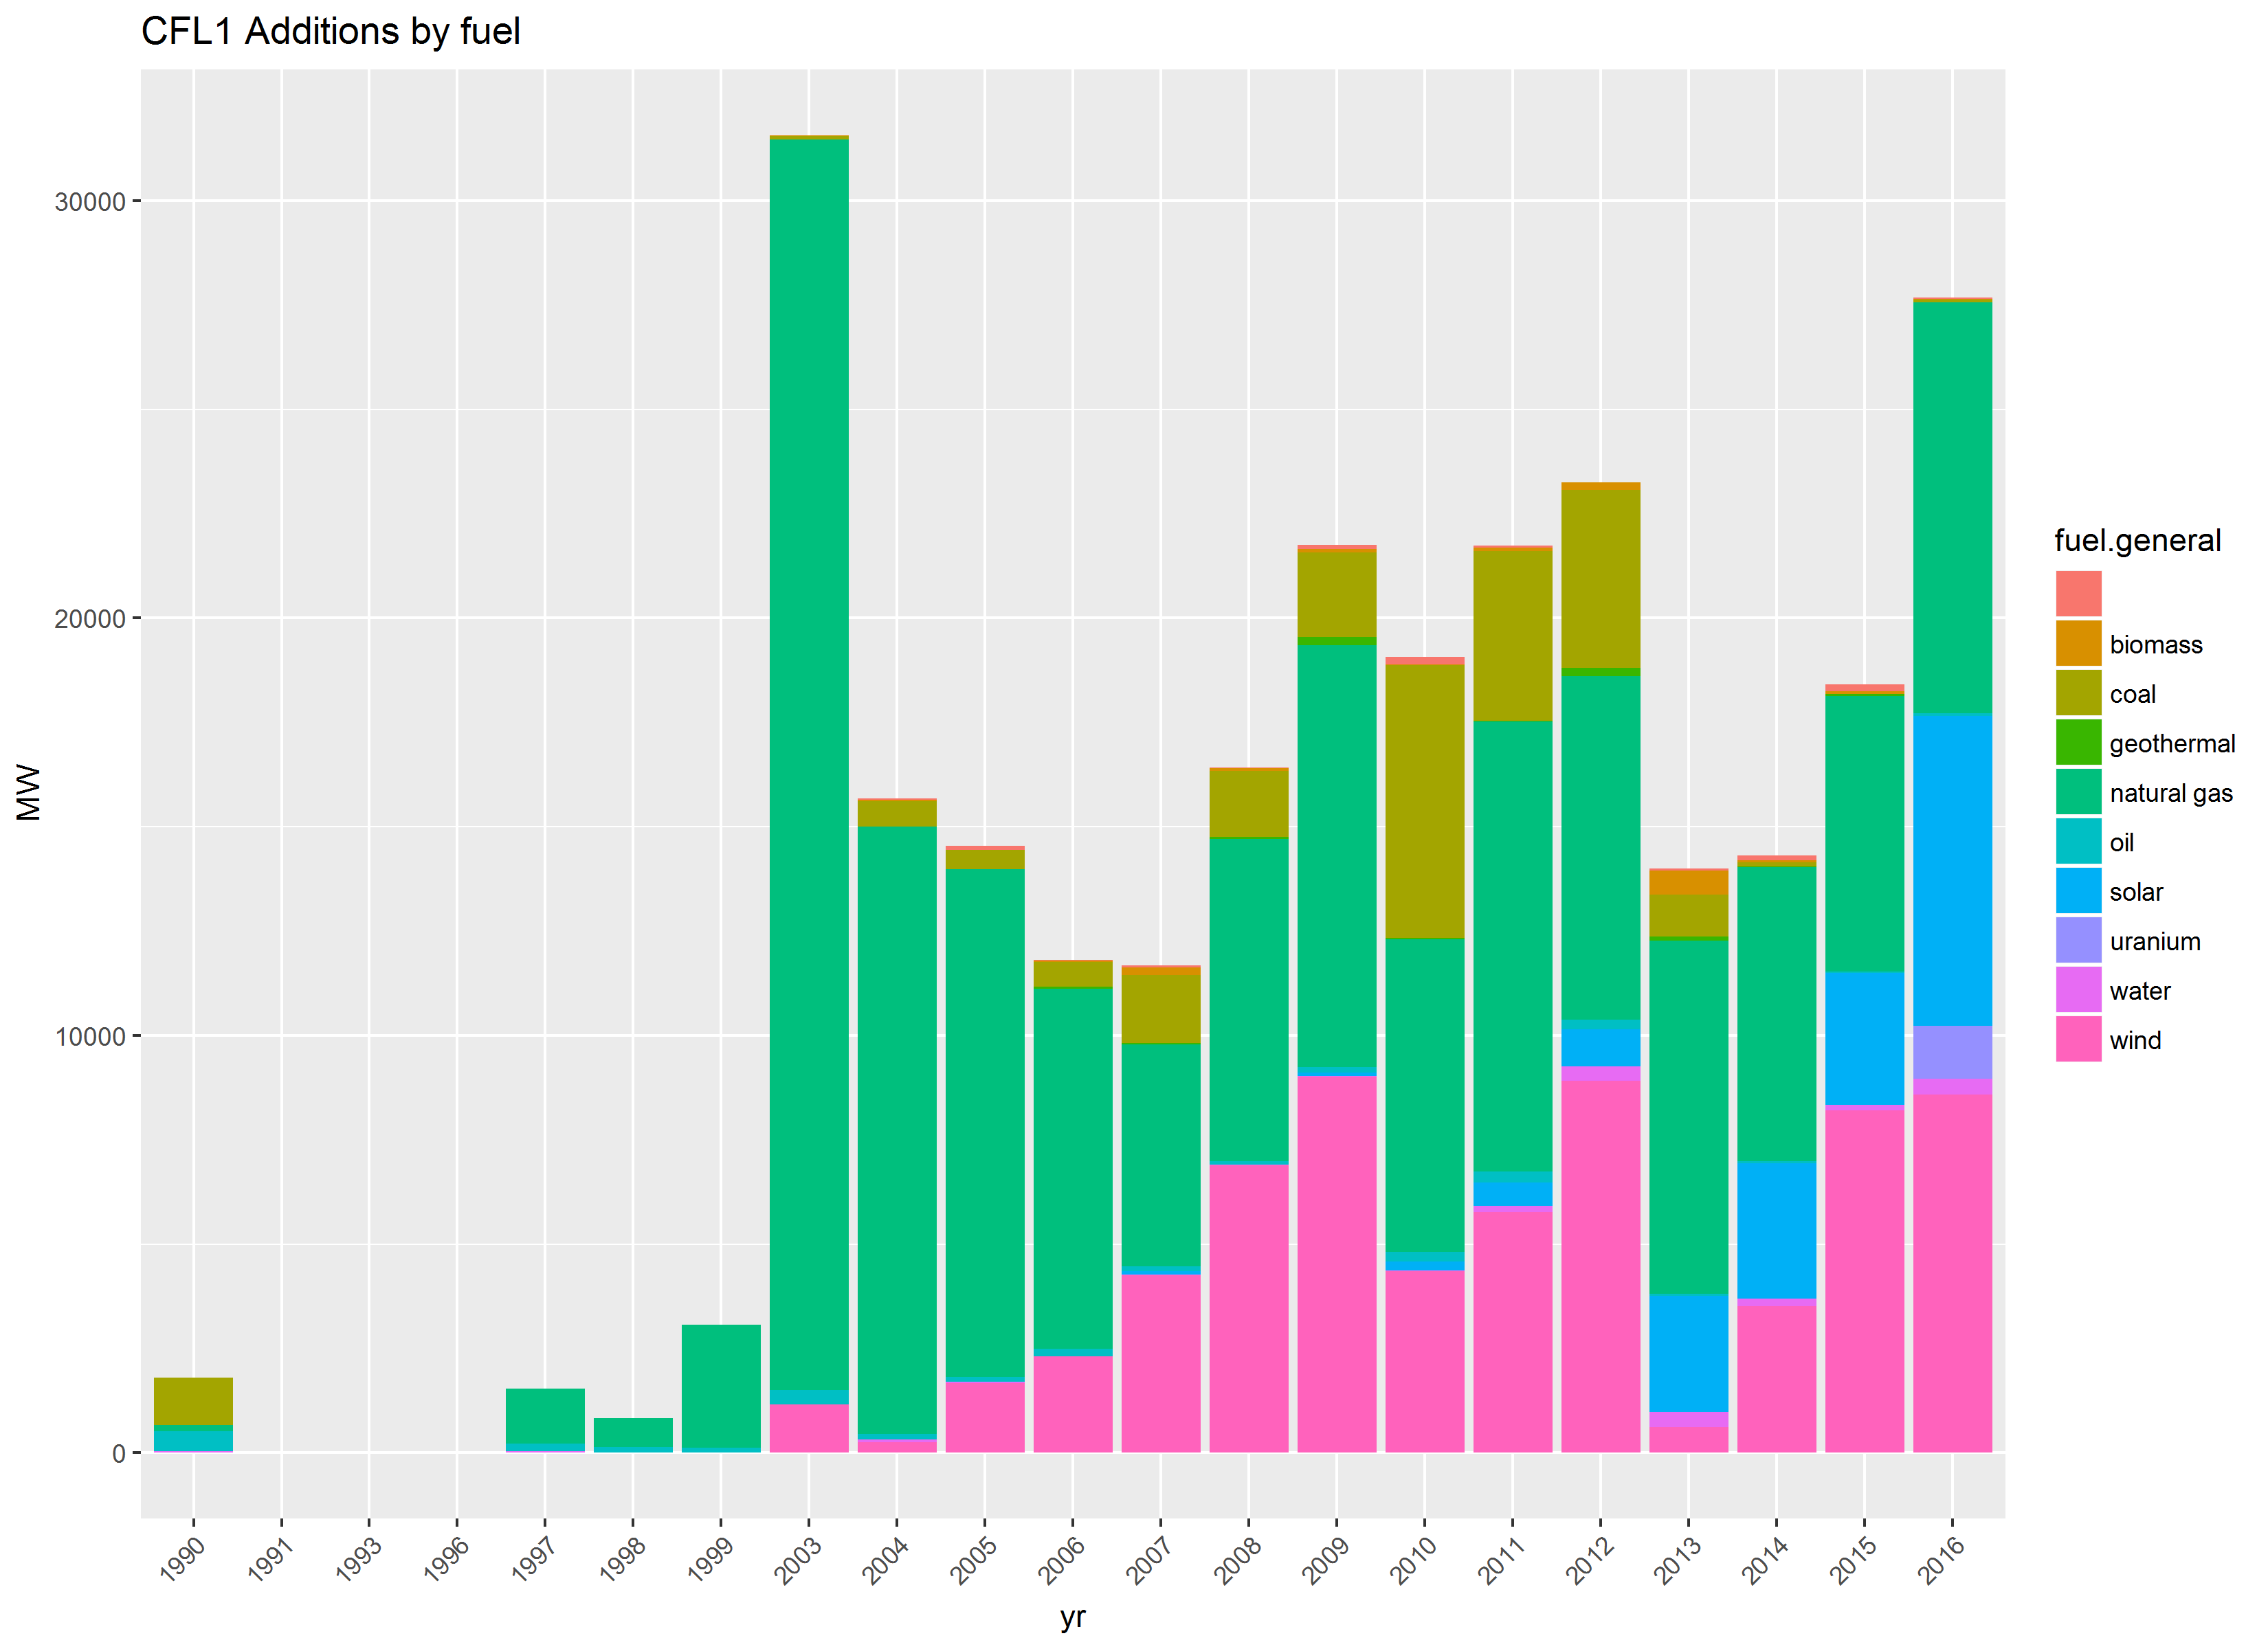 CFL1 Additions by fuel
MW
30000
20000
10000
0
1990
1991
1993
1996
1997
1998
1999
2003
2004
2005
2006
2007
2008
2009
2010
2011
2012
2013
2014
2015
2016
yr
fuel.general
biomass
coal
geothermal
natural gas
oil
solar
uranium
water
wind